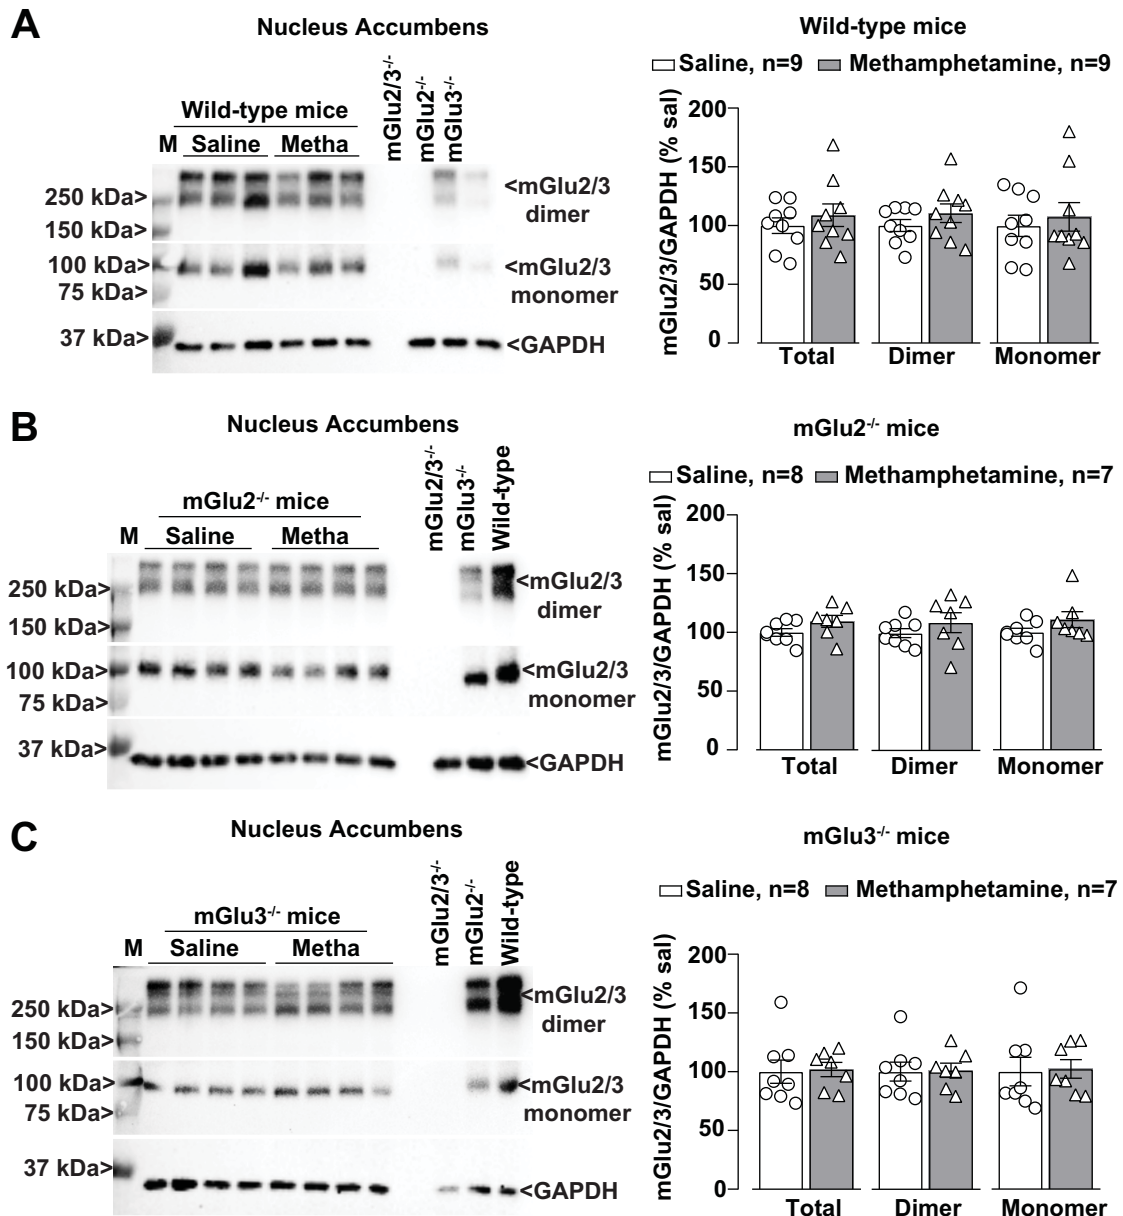 A
Nucleus Accumbens
Wild-type mice
M Saline Metha
mGlu2/3-/-
mGlu2-/-
mGlu3-/-
250 kDa>
150 kDa>
100 kDa>
75 kDa>
37 kDa>
<mGlu2/3
dimer
<mGlu2/3
monomer
<GAPDH
Wild-type mice
Saline, n=9 Methamphetamine, n=9
mGlu2/3/GAPDH (% sal)
200
150
100
50
0
Total Dimer Monomer
B
Nucleus Accumbens
mGlu2-/- mice
M Saline Metha
mGlu2/3-/-
mGlu3-/-
Wild-type
250 kDa>
150 kDa>
100 kDa>
75 kDa>
37 kDa>
<mGlu2/3
dimer
<mGlu2/3
monomer
<GAPDH
mGlu2-/- mice
Saline, n=8 Methamphetamine, n=7
mGlu2/3/GAPDH (% sal)
200
150
100
50
0
Total Dimer Monomer
C
Nucleus Accumbens
mGlu3-/- mice
M Saline Metha
mGlu2/3-/-
mGlu2-/-
Wild-type
250 kDa>
150 kDa>
100 kDa>
75 kDa>
37 kDa>
<mGlu2/3
dimer
<mGlu2/3
monomer
<GAPDH
mGlu3-/- mice
Saline, n=8 Methamphetamine, n=7
mGlu2/3/GAPDH (% sal)
200
150
100
50
0
Total Dimer Monomer